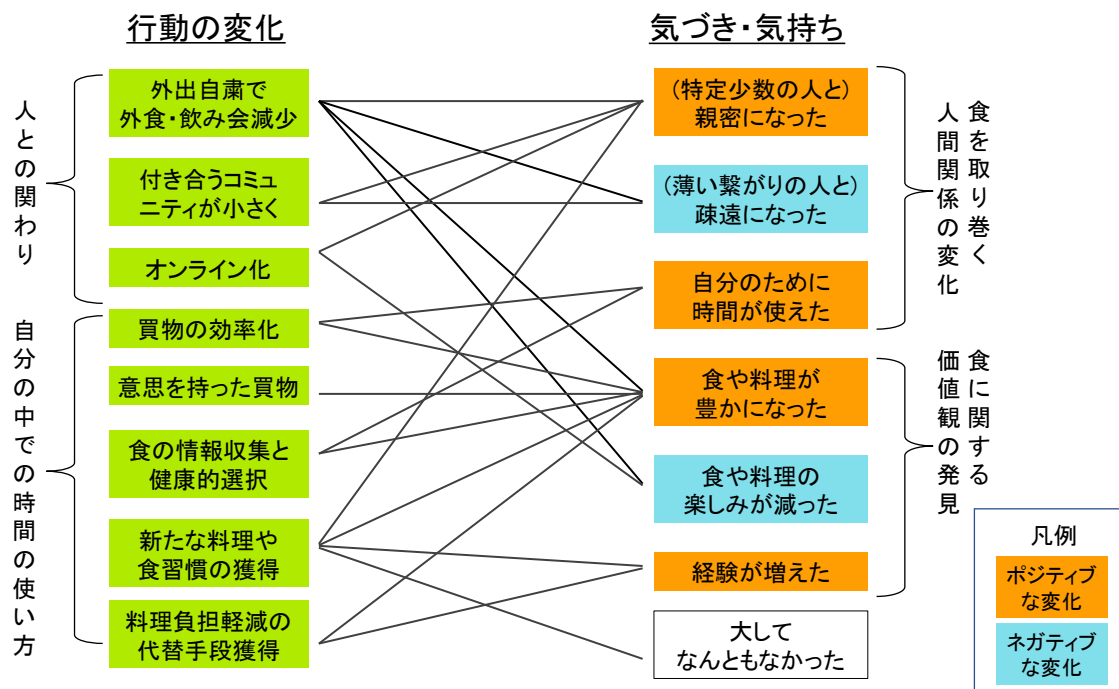 行動の変化
気づき・気持ち
人との関わり
外出自粛で
外食・飲み会減少
付き合うコミュ
ニティが小さく
オンライン化
自分の中での時間の使い方
買物の効率化
意思を持った買物
食の情報収集と
健康的選択
新たな料理や
食習慣の獲得
料理負担軽減の
代替手段獲得
(特定少数の人と)
親密になった
(薄い繋がりの人と)
疎遠になった
自分のために
時間が使えた
食や料理が
豊かになった
食や料理の
楽しみが減った
経験が増えた
大して
なんともなかった
食を取り巻く
人間関係の変化
食に関する
価値観の発見
凡例
ポジティブ
な変化
ネガティブ
な変化